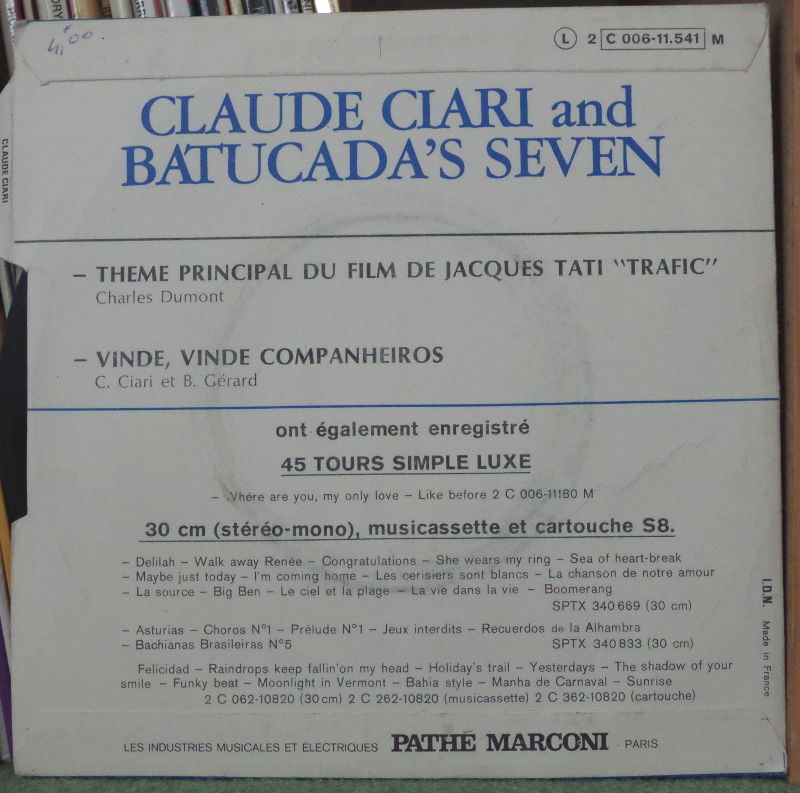 4,00.
Ⓛ 2 C 006-11.541 M
CLAUDE CIARI and
BATUCADA'S SEVEN
CLAUDE CIARI
– THEME PRINCIPAL DU FILM DE JACQUES TATI "TRAFIC"
Charles Dumont
– VINDE, VINDE COMPANHEIROS
C. Ciari et B. Gérard
ont également enregistré
45 TOURS SIMPLE LUXE
– Where are you, my only love – Like before 2 C 006-11180 M
30 cm (stéréo-mono), musicassette et cartouche S8.
– Delilah – Walk away Renée – Congratulations – She wears my ring – Sea of heart-break
– Maybe just today – I'm coming home – Les cerisiers sont blancs – La chanson de notre amour
– La source – Big Ben – Le ciel et la plage – La vie dans la vie – Boomerang
SPTX 340 669 (30 cm)
– Asturias – Choros N°1 – Prélude N°1 – Jeux interdits – Recuerdos de la Alhambra
– Bachianas Brasileiras N°5 SPTX 340 833 (30 cm)
Felicidad – Raindrops keep fallin'on my head – Holiday's trail – Yesterdays – The shadow of your
smile – Funky beat – Moonlight in Vermont – Bahia style – Manha de Carnaval – Sunrise
2 C 062-10820 (30 cm) 2 C 262-10820 (musicassette) 2 C 362-10820 (cartouche)
I.D.N. Made in France
LES INDUSTRIES MUSICALES ET ÉLECTRIQUES PATHÉ MARCONI - PARIS